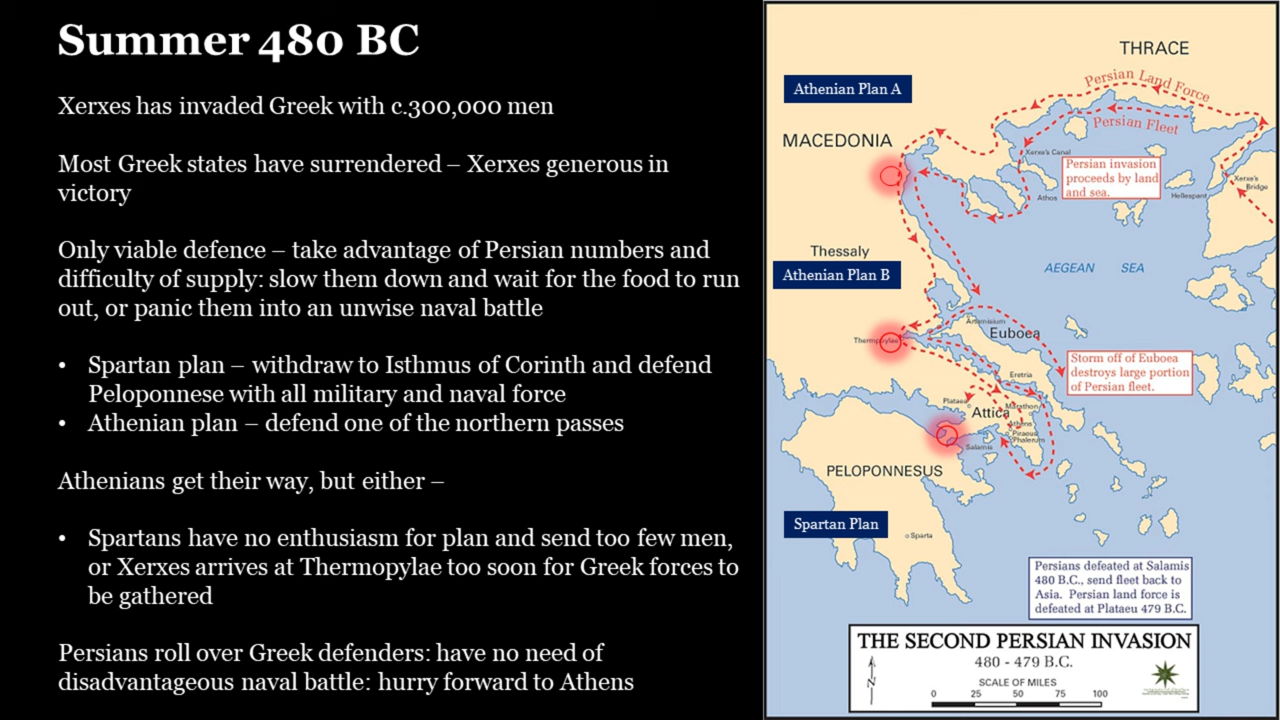 Summer 480 BC
Xerxes has invaded Greek with c.300,000 men
Most Greek states have surrendered – Xerxes generous in
victory
Only viable defence – take advantage of Persian numbers and
difficulty of supply: slow them down and wait for the food to run
out, or panic them into an unwise naval battle
• Spartan plan – withdraw to Isthmus of Corinth and defend
Peloponnese with all military and naval force
• Athenian plan – defend one of the northern passes
Athenians get their way, but either –
• Spartans have no enthusiasm for plan and send too few men,
or Xerxes arrives at Thermopylae too soon for Greek forces to
be gathered
Persians roll over Greek defenders: have no need of
disadvantageous naval battle: hurry forward to Athens
THRACE
Persian Land Force
Athenian Plan A
Persian Fleet
MACEDONIA
Xerxe's Canal
Persian invasion
proceeds by land
and sea.
Xerxe's
Bridge
Athos
Hellespont
Thessaly
AEGEAN SEA
Athenian Plan B
Artemisium
Euboea
Thermopylae
Storm off of Euboea
destroys large portion
of Persian fleet.
Eretria
Plataea
Attica
Marathon
Athens
Piraeus
Phalerum
Salamis
PELOPONNESUS
Spartan Plan
Sparta
Persians defeated at Salamis
480 B.C., send fleet back to
Asia. Persian land force is
defeated at Plataeu 479 B.C.
THE SECOND PERSIAN INVASION
480 - 479 B.C.
SCALE OF MILES
N
0 25 50 75 100